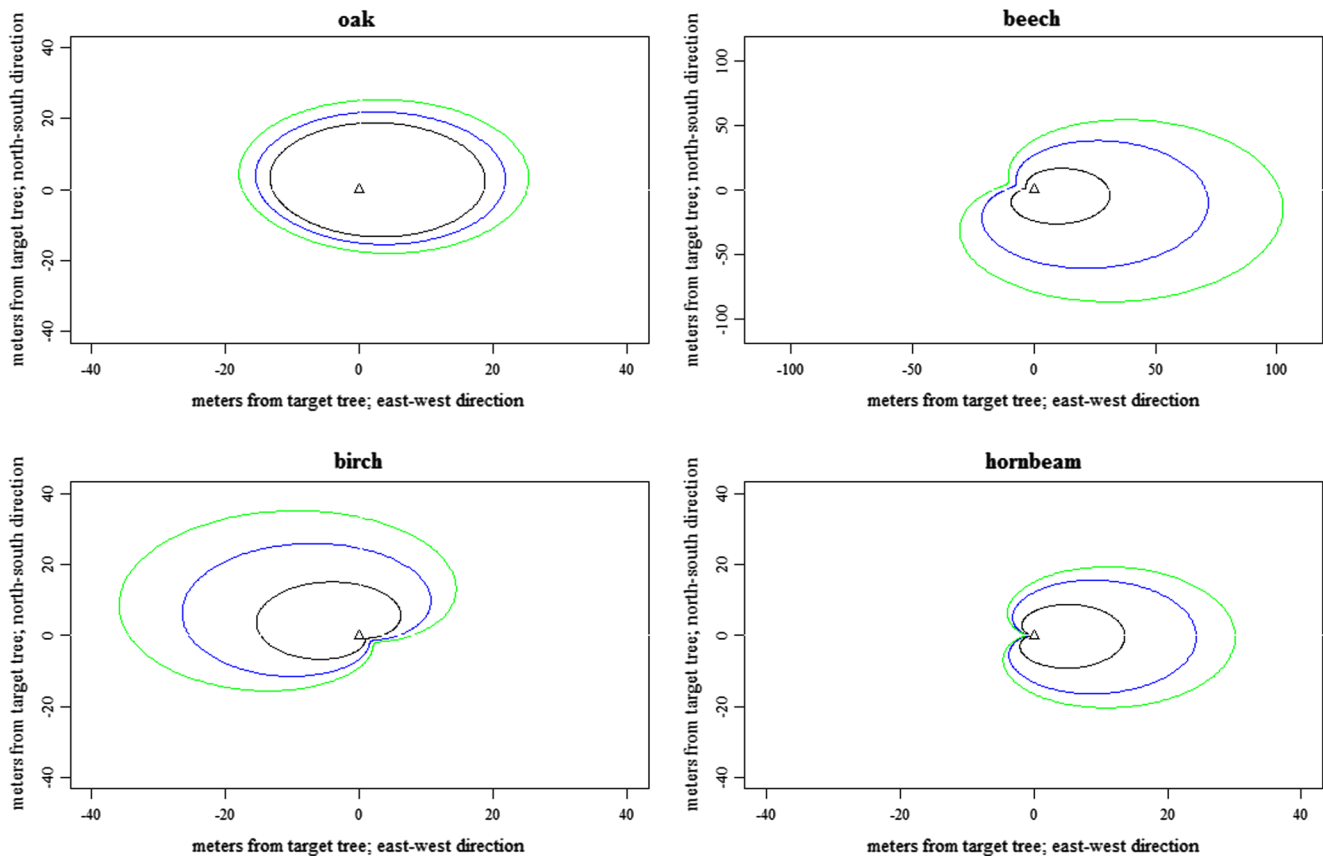 oak
meters from target tree; north-south direction
40
20
0
-20
-40
-40 -20 0 20 40
meters from target tree; east-west direction
beech
meters from target tree; north-south direction
100
50
0
-50
-100
-100 -50 0 50 100
meters from target tree; east-west direction
birch
meters from target tree; north-south direction
40
20
0
-20
-40
-40 -20 0 20 40
meters from target tree; east-west direction
hornbeam
meters from target tree; north-south direction
40
20
0
-20
-40
-40 -20 0 20 40
meters from target tree; east-west direction